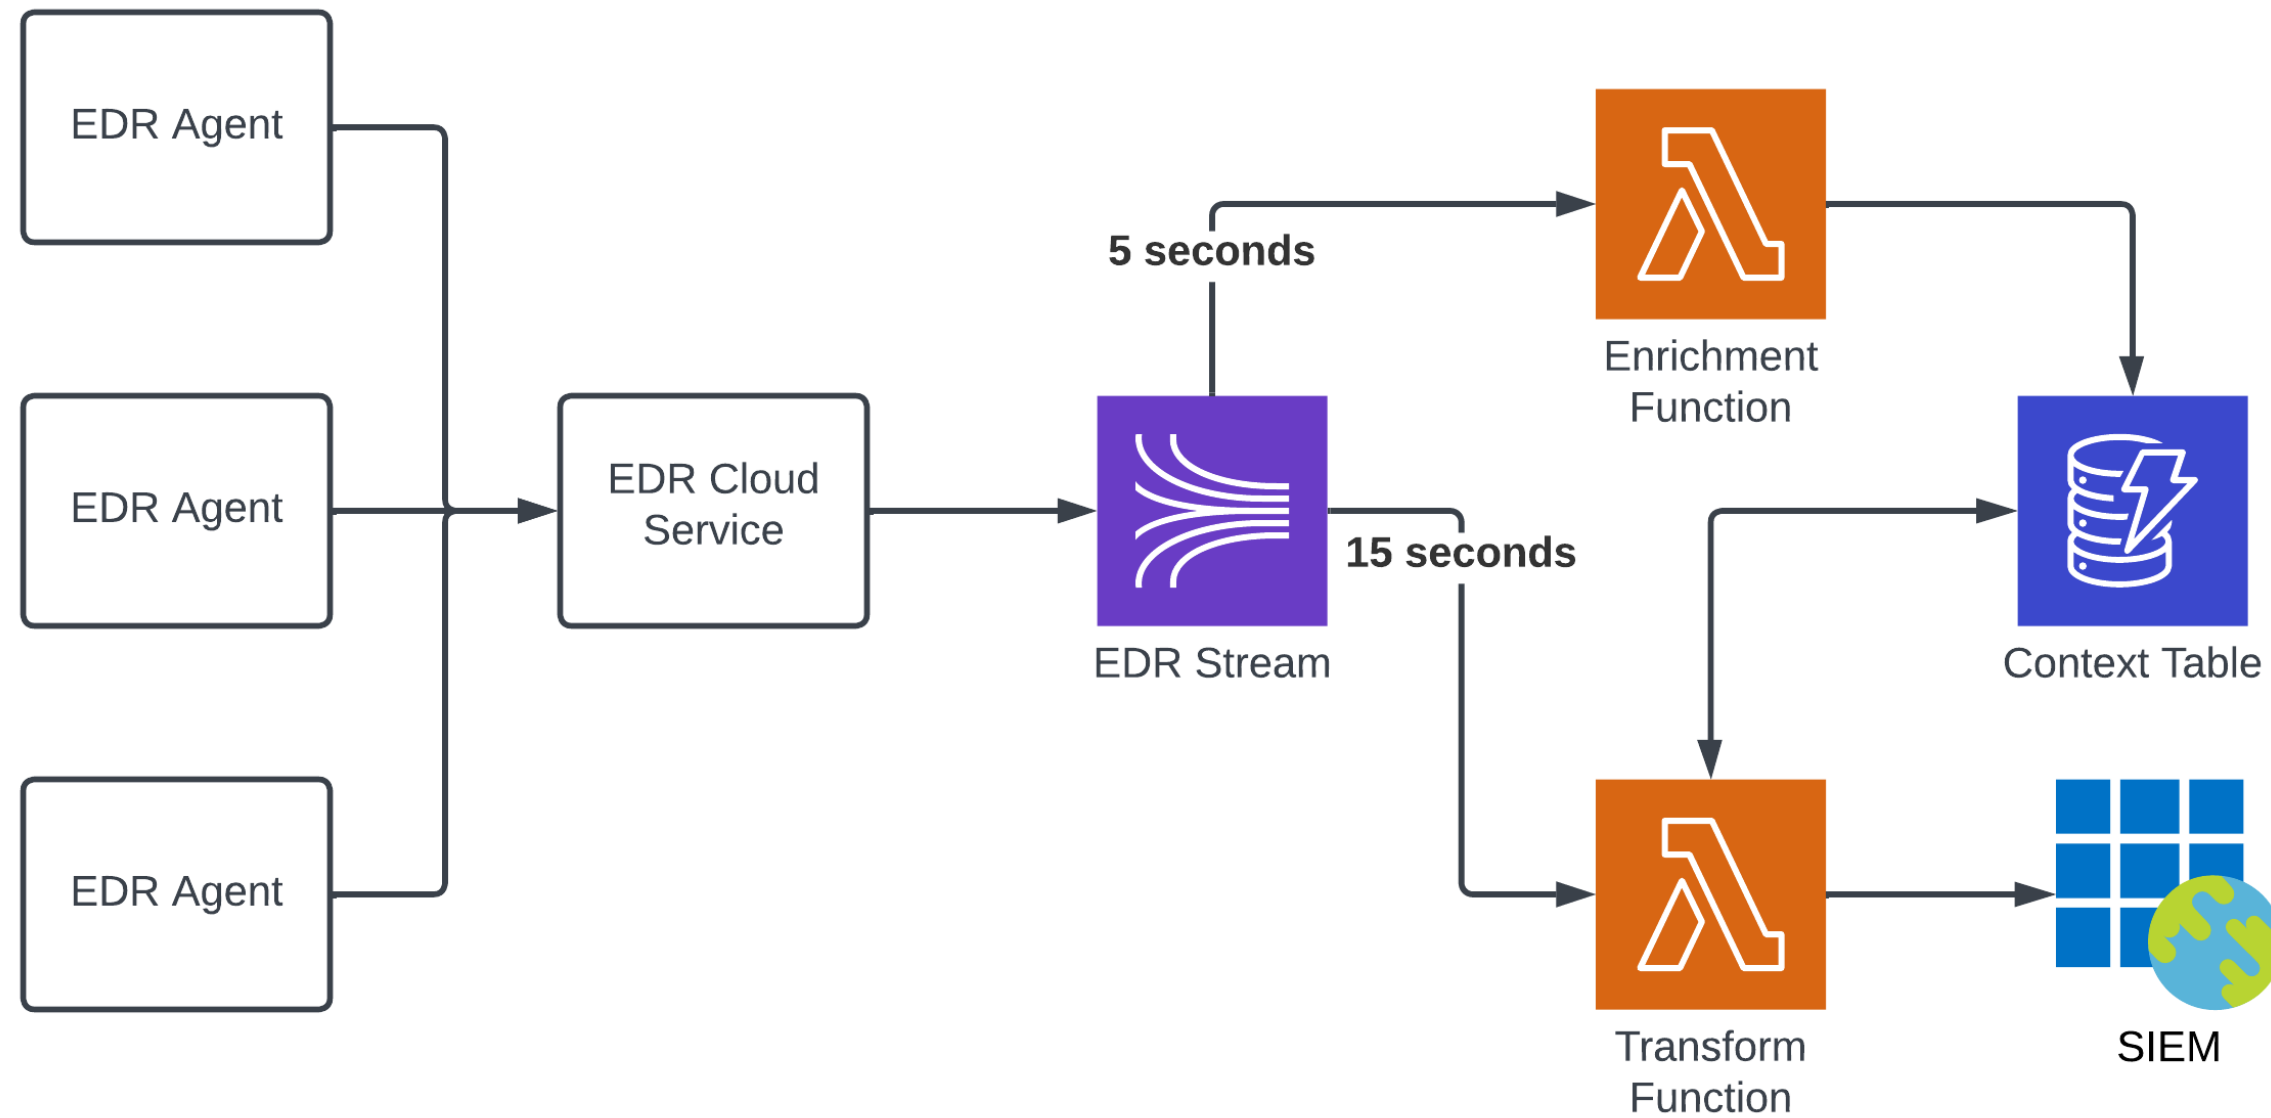 EDR Agent
EDR Agent
EDR Agent
EDR Cloud
Service
EDR Stream
5 seconds
15 seconds
Enrichment
Function
Context Table
Transform
Function
SIEM